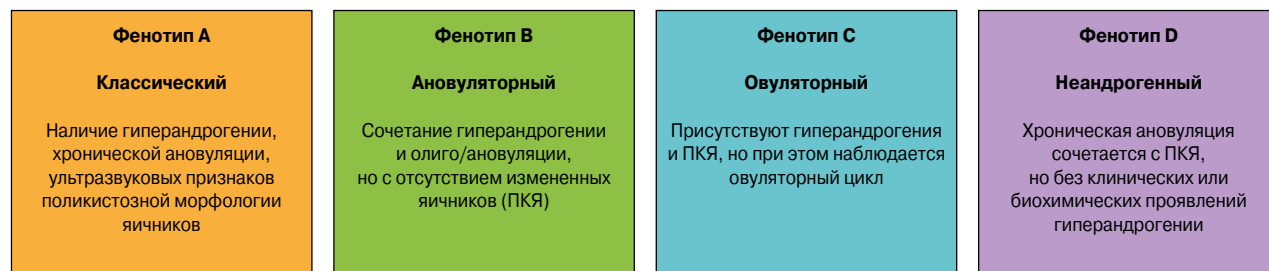 Фенотип A
Классический
Наличие гиперандрогении,
хронической ановуляции,
ультразвуковых признаков
поликистозной морфологии
яичников
Фенотип B
Ановуляторный
Сочетание гиперандрогении
и олиго/ановуляции,
но с отсутствием измененных
яичников (ПКЯ)
Фенотип C
Овуляторный
Присутствуют гиперандрогения
и ПКЯ, но при этом наблюдается
овуляторный цикл
Фенотип D
Неандрогенный
Хроническая ановуляция
сочетается с ПКЯ,
но без клинических или
биохимических проявлений
гиперандрогении